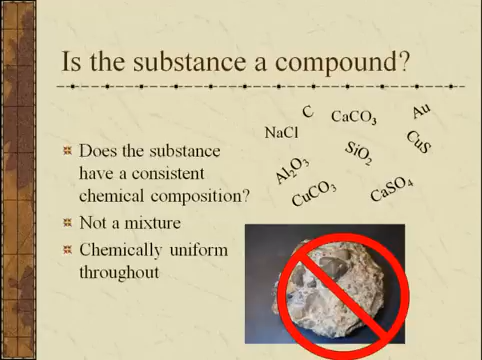 Is the substance a compound?
C
CaCO₃
Au
NaCl
CuS
SiO₂
Al₂O₃
CuCO₃
CaSO₄
Does the substance
have a consistent
chemical composition?
Not a mixture
Chemically uniform
throughout